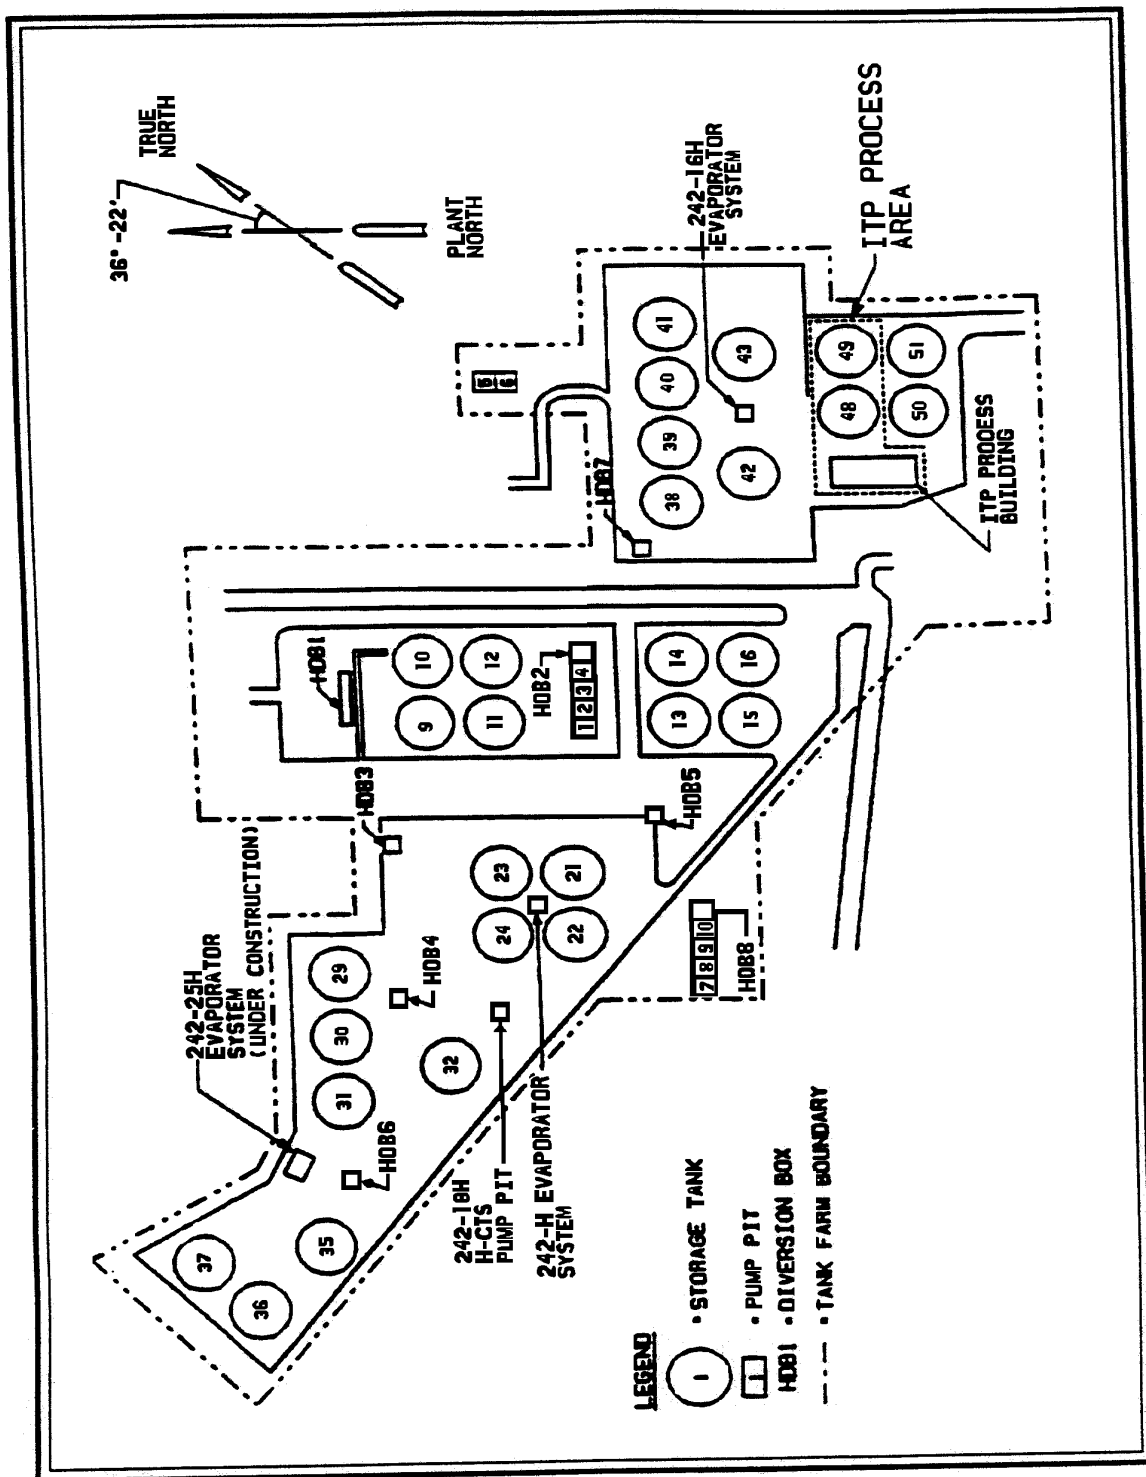 36°-22'
TRUE
NORTH
PLANT
NORTH
242-25H
EVAPORATOR
SYSTEM
(UNDER CONSTRUCTION)
37
36
35
HDB6
31
30
29
HDB4
32
HDB3
HDB1
10
9
12
11
HDB2
1 2 3 4
14
13
16
15
HDB5
23
24
21
22
7 8 9 10
HDB8
242-18H
H-CTS
PUMP PIT
242-H EVAPORATOR
SYSTEM
5
6
HDB7
41
40
39
38
43
42
242-16H
EVAPORATOR
SYSTEM
ITP PROCESS
AREA
49
48
51
50
ITP PROCESS
BUILDING
LEGEND
1 • STORAGE TANK
1 • PUMP PIT
HDB1 • DIVERSION BOX
• TANK FARM BOUNDARY